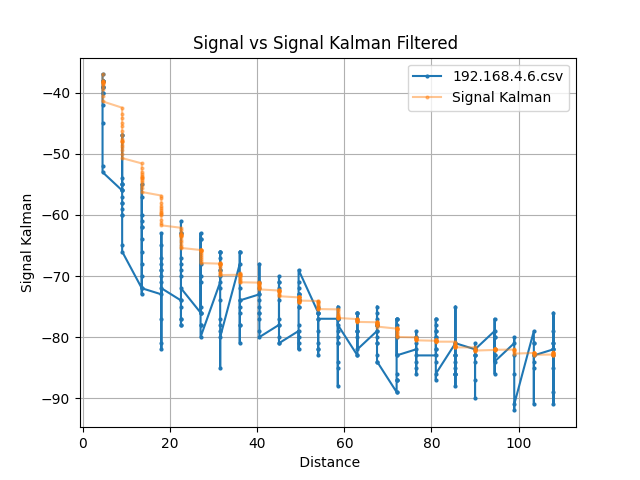 Signal vs Signal Kalman Filtered
192.168.4.6.csv
Signal Kalman
Signal Kalman
−40
−50
−60
−70
−80
−90
0 20 40 60 80 100
Distance